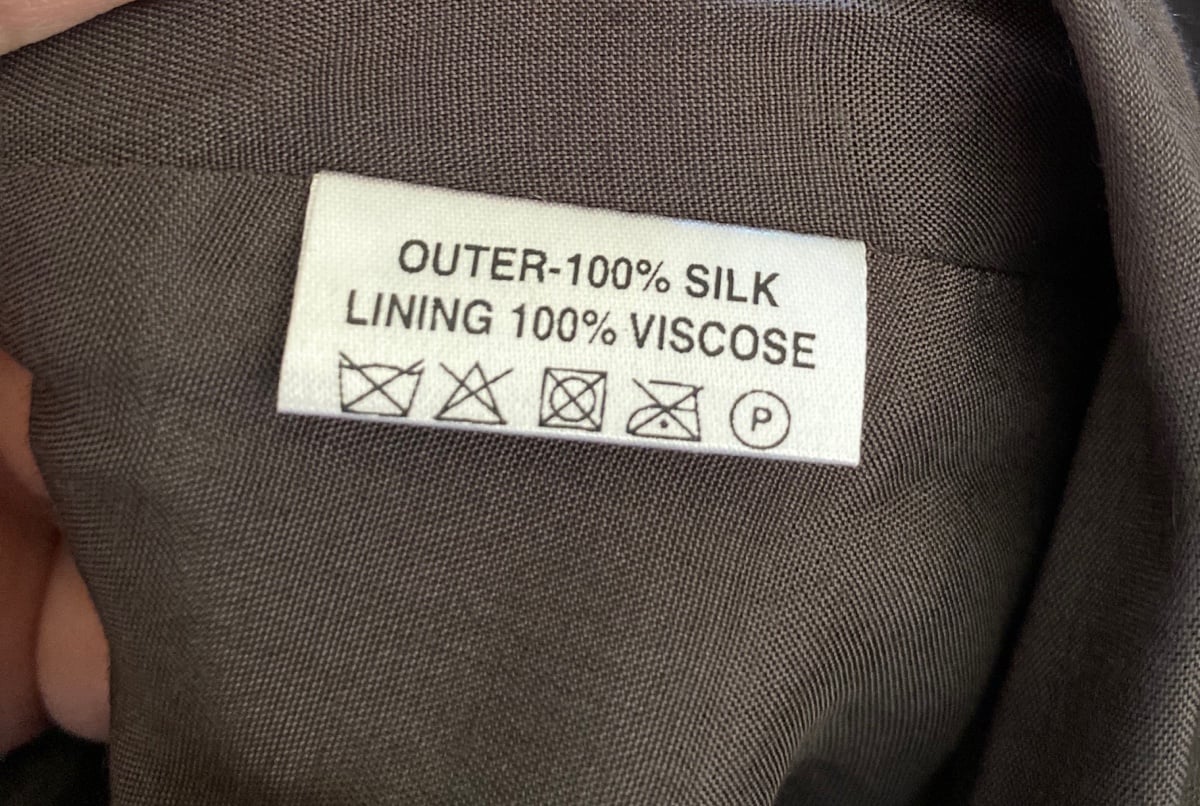 OUTER-100% SILK
LINING 100% VISCOSE
P